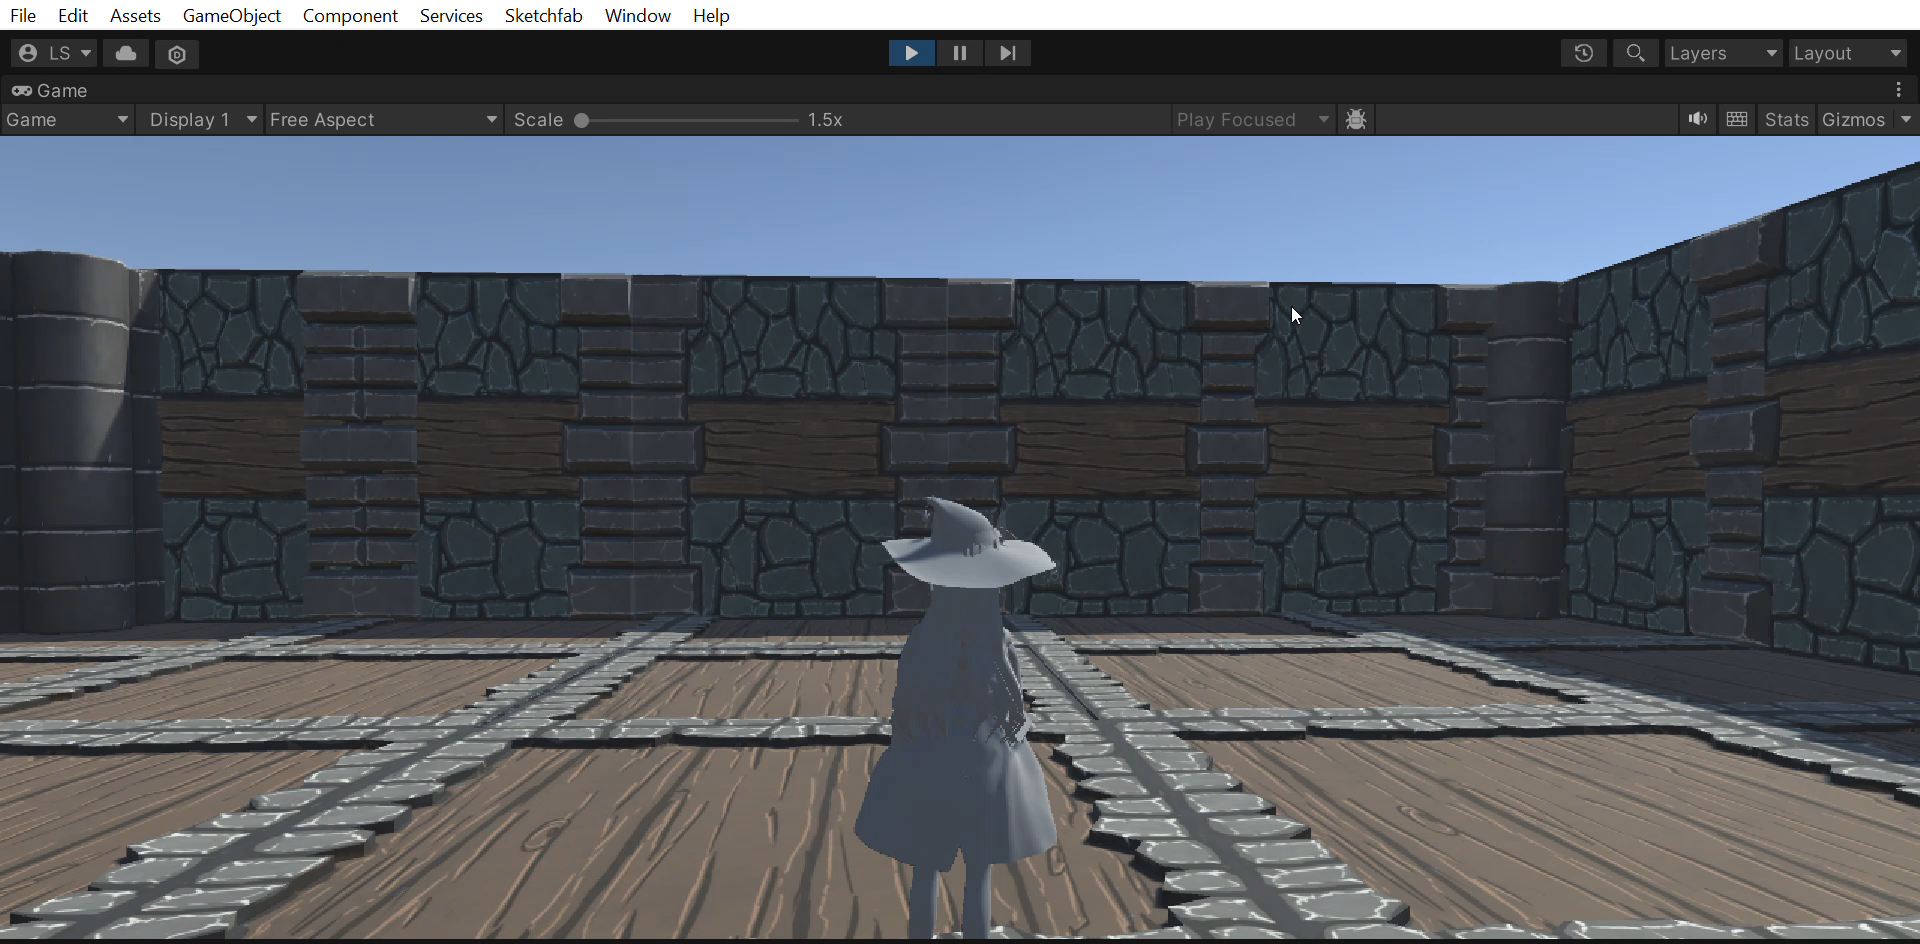 File Edit Assets GameObject Component Services Sketchfab Window Help
LS Layers Layout
Game
Game Display 1 Free Aspect Scale 1.5x Play Focused Stats Gizmos